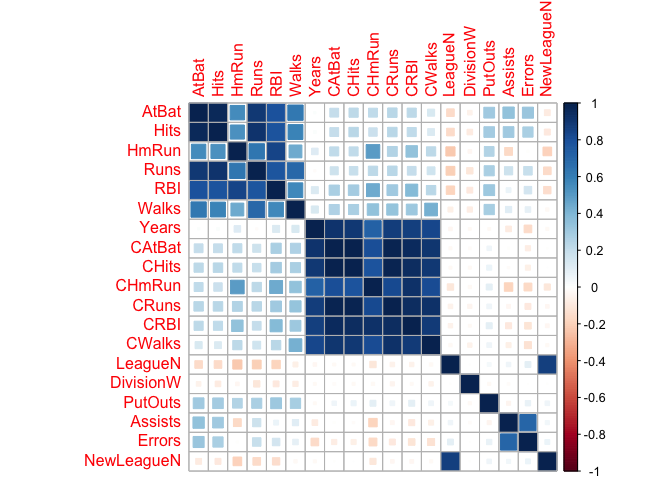 AtBat
Hits
HmRun
Runs
RBI
Walks
Years
CAtBat
CHits
CHmRun
CRuns
CRBI
CWalks
LeagueN
DivisionW
PutOuts
Assists
Errors
NewLeagueN
AtBat
Hits
HmRun
Runs
RBI
Walks
Years
CAtBat
CHits
CHmRun
CRuns
CRBI
CWalks
LeagueN
DivisionW
PutOuts
Assists
Errors
NewLeagueN
1
0.8
0.6
0.4
0.2
0
-0.2
-0.4
-0.6
-0.8
-1